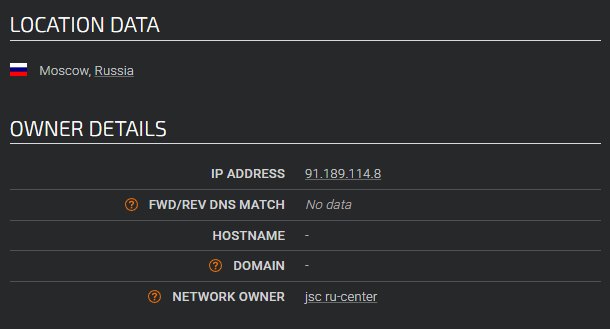 LOCATION DATA
Moscow, Russia
OWNER DETAILS
IP ADDRESS 91.189.114.8
? FWD/REV DNS MATCH No data
HOSTNAME -
? DOMAIN -
? NETWORK OWNER jsc ru-center